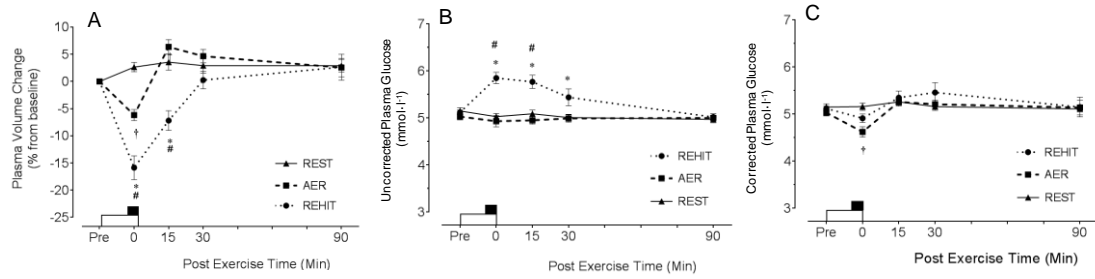 A
Plasma Volume Change
(% from baseline)
10
5
0
-5
-10
-15
-20
-25
†
*
#
*
#
REST
AER
REHIT
Pre
0
15
30
90
Post Exercise Time (Min)
B
Uncorrected Plasma Glucose
(mmol·l-1)
7
6
5
4
3
#
*
#
*
*
REHIT
AER
REST
Pre
0
15
30
90
Post Exercise Time (Min)
C
Corrected Plasma Glucose
(mmol·l-1)
7
6
5
4
3
†
REHIT
AER
REST
Pre
0
15
30
90
Post Exercise Time (Min)